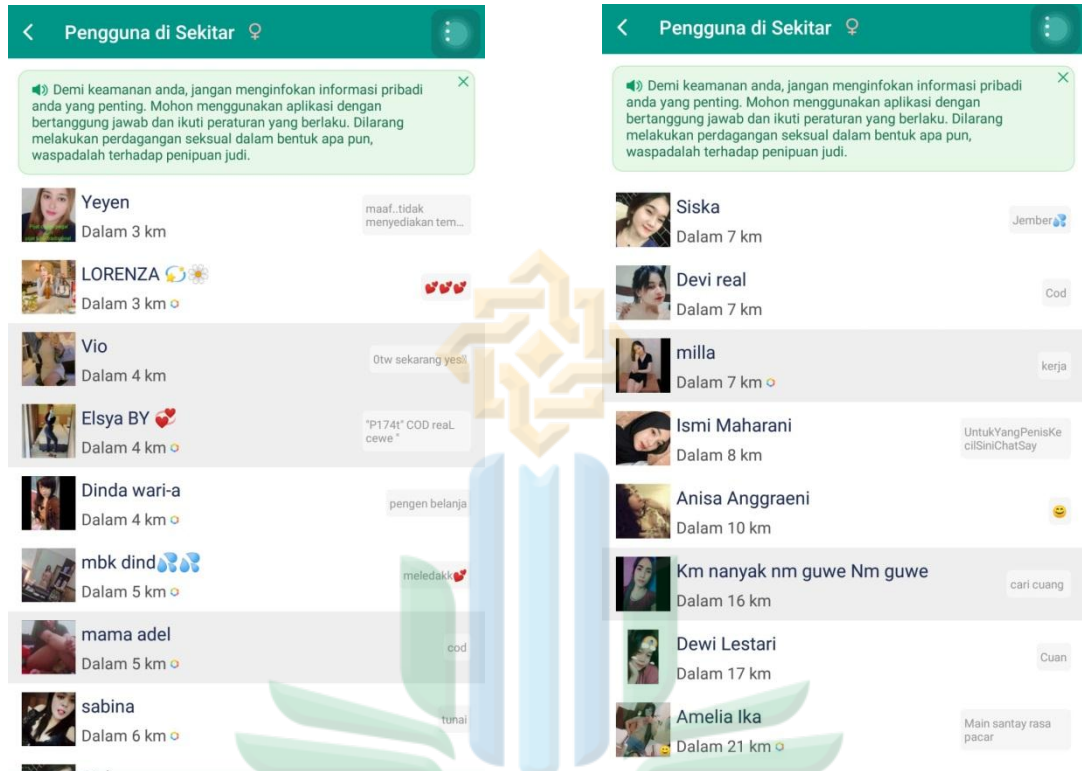 Pengguna di Sekitar ♀
Demi keamanan anda, jangan menginfokan informasi pribadi
anda yang penting. Mohon menggunakan aplikasi dengan
bertanggung jawab dan ikuti peraturan yang berlaku. Dilarang
melakukan perdagangan seksual dalam bentuk apa pun,
waspadalah terhadap penipuan judi.
Yeyen
Dalam 3 km
maaf..tidak
menyediakan tem...
LORENZA 💫🌼
Dalam 3 km
💕💕💕
Vio
Dalam 4 km
0tw sekarang yes‼
Elsya BY 💞
Dalam 4 km
"P174t" COD reaL
cewe "
Dinda wari-a
Dalam 4 km
pengen belanja
mbk dind💦💦
Dalam 5 km
meledakk💕
mama adel
Dalam 5 km
cod
sabina
Dalam 6 km
tunai
Pengguna di Sekitar ♀
Demi keamanan anda, jangan menginfokan informasi pribadi
anda yang penting. Mohon menggunakan aplikasi dengan
bertanggung jawab dan ikuti peraturan yang berlaku. Dilarang
melakukan perdagangan seksual dalam bentuk apa pun,
waspadalah terhadap penipuan judi.
Siska
Dalam 7 km
Jember💦
Devi real
Dalam 7 km
Cod
milla
Dalam 7 km
kerja
Ismi Maharani
Dalam 8 km
UntukYangPenisKe
cilSiniChatSay
Anisa Anggraeni
Dalam 10 km
😊
Km nanyak nm guwe Nm guwe
Dalam 16 km
cari cuang
Dewi Lestari
Dalam 17 km
Cuan
Amelia Ika
Dalam 21 km
Main santay rasa
pacar